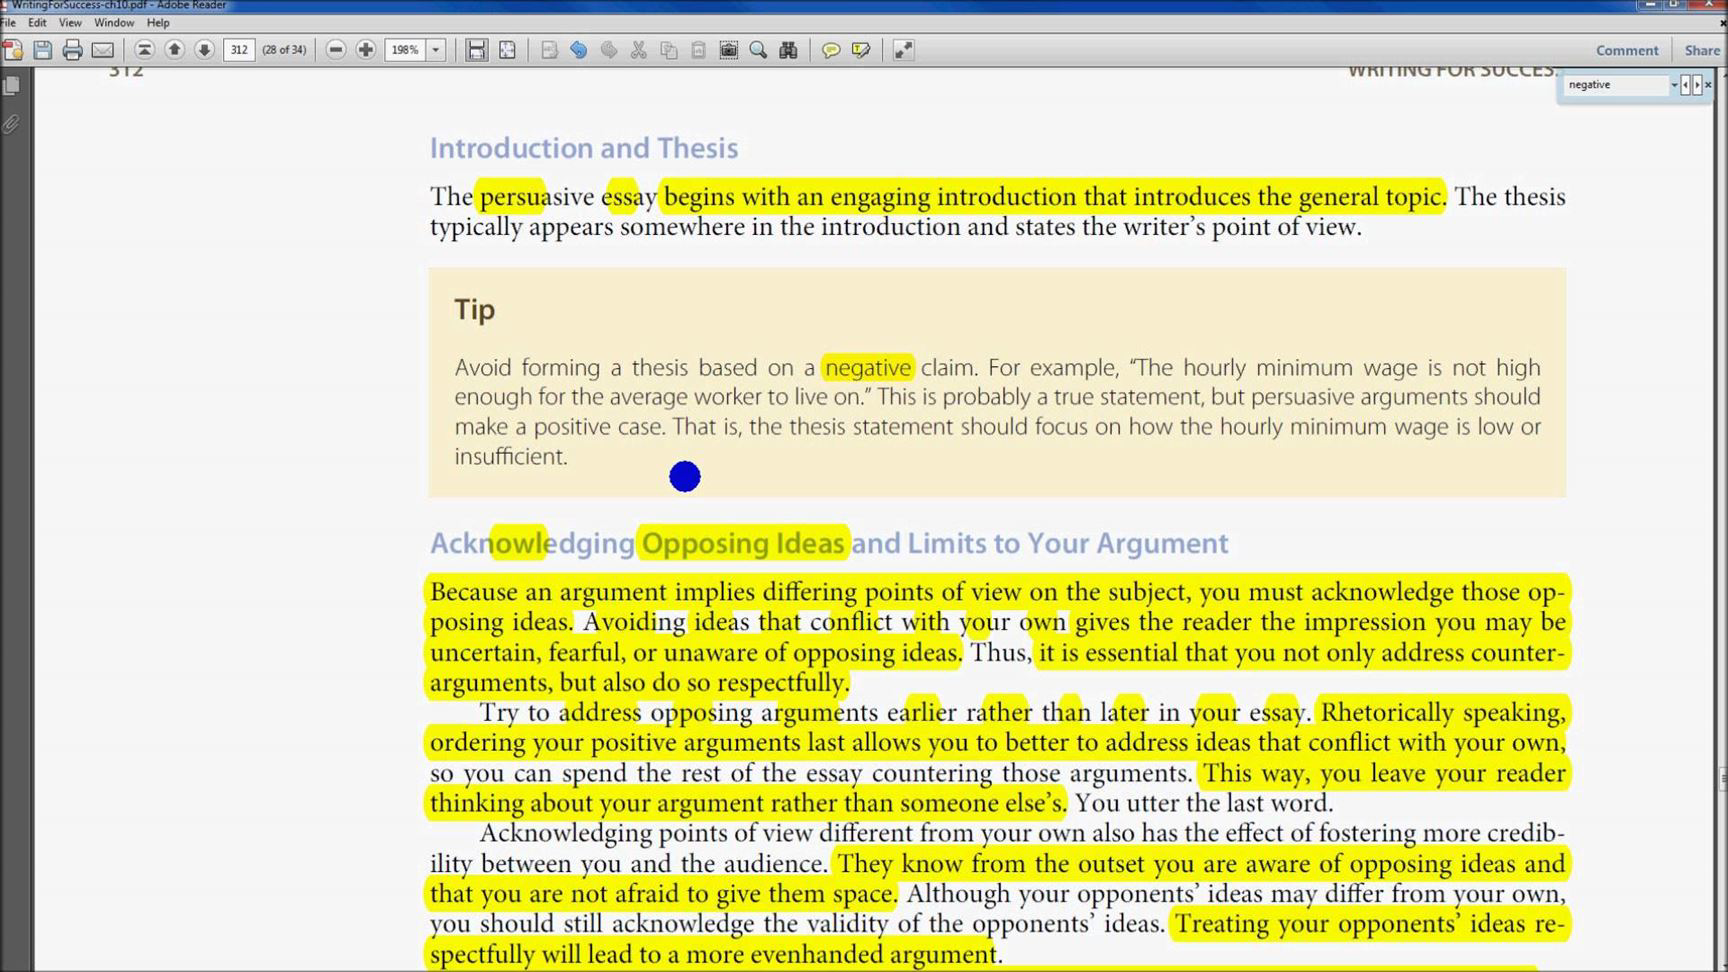 WritingForSuccess-ch10.pdf - Adobe Reader
File Edit View Window Help
312 (28 of 34) 198% Comment Share
312 WRITING FOR SUCCESS
negative
Introduction and Thesis
The persuasive essay begins with an engaging introduction that introduces the general topic. The thesis
typically appears somewhere in the introduction and states the writer’s point of view.
Tip
Avoid forming a thesis based on a negative claim. For example, “The hourly minimum wage is not high
enough for the average worker to live on.” This is probably a true statement, but persuasive arguments should
make a positive case. That is, the thesis statement should focus on how the hourly minimum wage is low or
insufficient.
Acknowledging Opposing Ideas and Limits to Your Argument
Because an argument implies differing points of view on the subject, you must acknowledge those op-
posing ideas. Avoiding ideas that conflict with your own gives the reader the impression you may be
uncertain, fearful, or unaware of opposing ideas. Thus, it is essential that you not only address counter-
arguments, but also do so respectfully.
Try to address opposing arguments earlier rather than later in your essay. Rhetorically speaking,
ordering your positive arguments last allows you to better to address ideas that conflict with your own,
so you can spend the rest of the essay countering those arguments. This way, you leave your reader
thinking about your argument rather than someone else’s. You utter the last word.
Acknowledging points of view different from your own also has the effect of fostering more credib-
ility between you and the audience. They know from the outset you are aware of opposing ideas and
that you are not afraid to give them space. Although your opponents’ ideas may differ from your own,
you should still acknowledge the validity of the opponents’ ideas. Treating your opponents’ ideas re-
spectfully will lead to a more evenhanded argument.